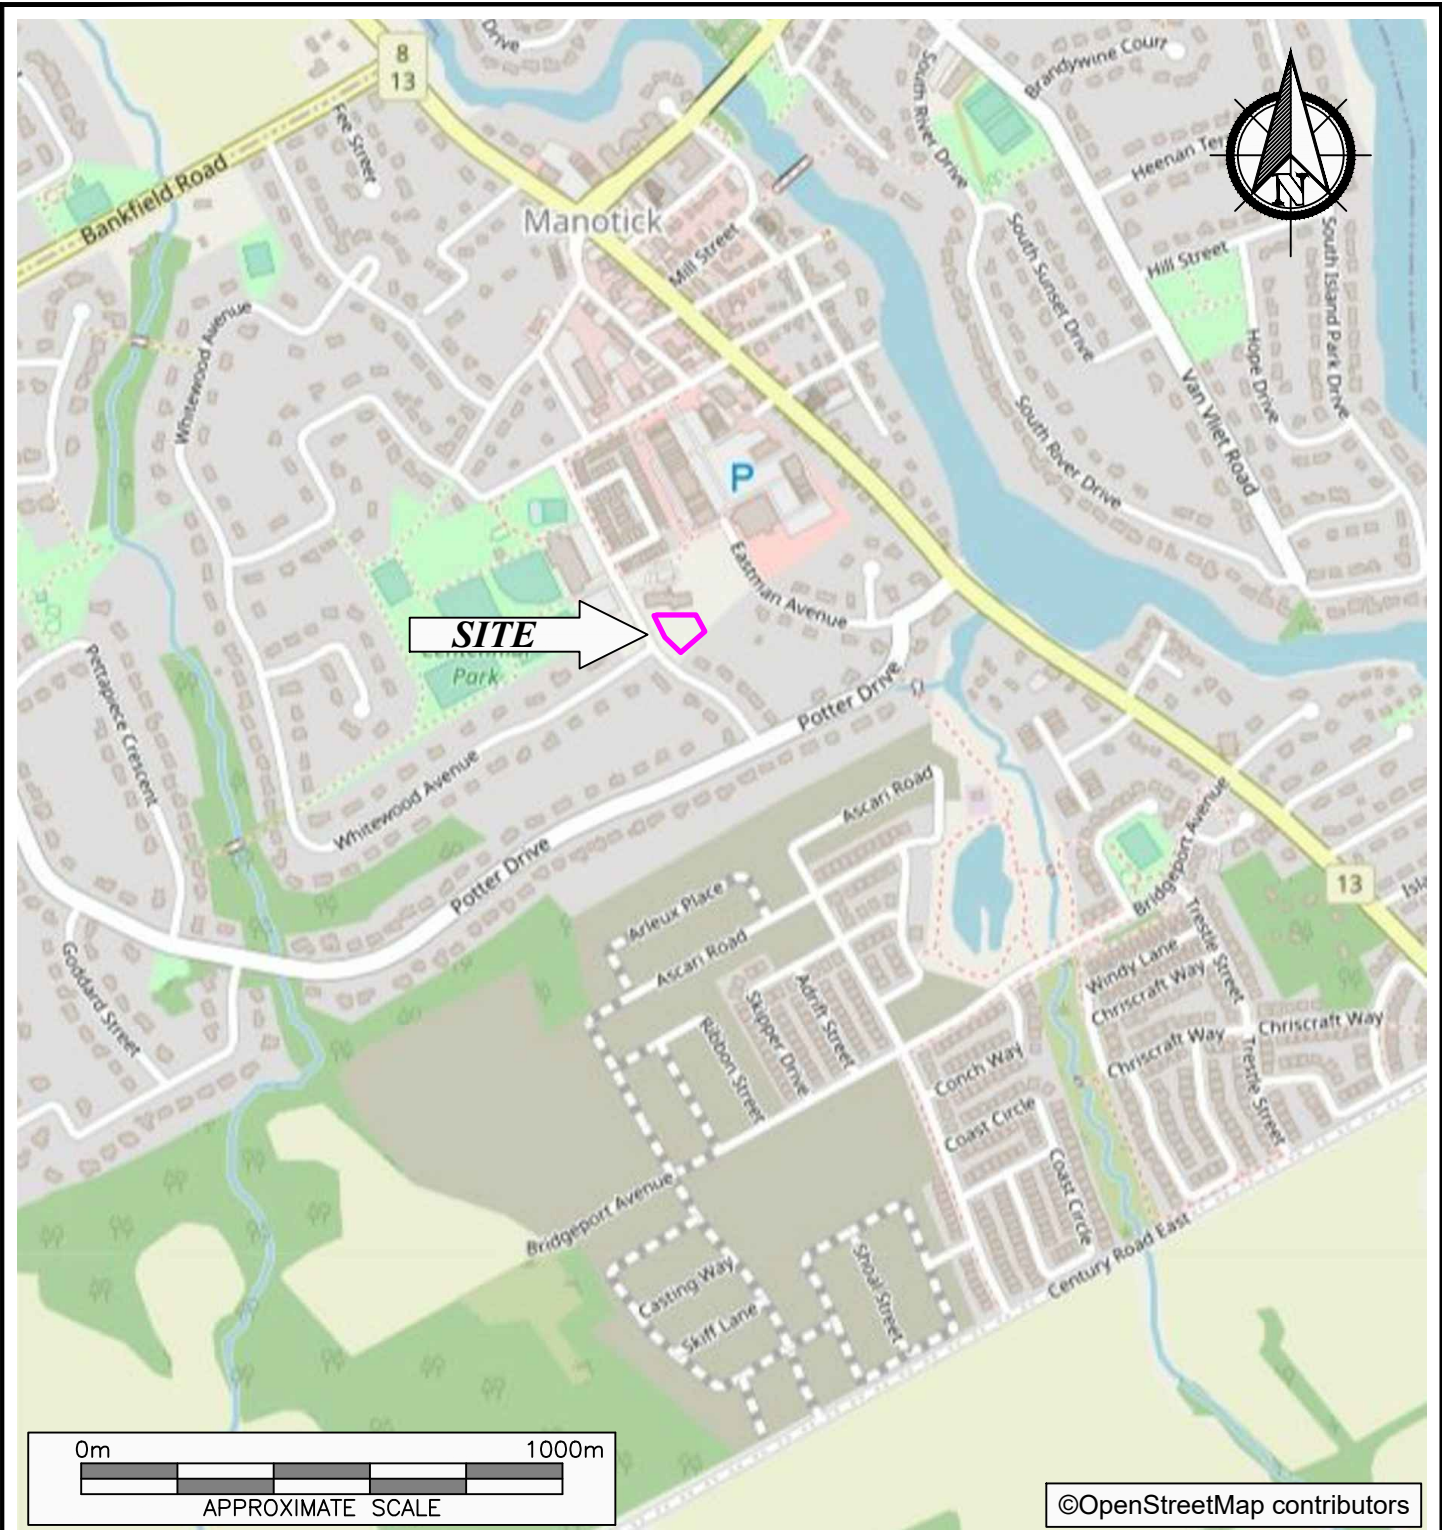 Drive
8
13
Brandywine Court
South River Drive
Fee Street
Heenan Ter
N
Bankfield Road
Manotick
South Island Park Drive
Mill Street
South Sunset Drive
Hill Street
Whitewood Avenue
Hope Drive
Van Vliet Road
South River Drive
P
Eastman Avenue
SITE
Park
Pettapiece Crescent
Potter Drive
Whitewood Avenue
Ascari Road
Bridgeport Avenue
Potter Drive
13
Arleux Place
Isla
Trestle Street
Goddard Street
Ascari Road
Windy Lane
Chriscraft Way
Adrift Street
Skipper Drive
Chriscraft Way
Ribbon Street
Conch Way
Chriscraft Way
Trestle Street
Coast Circle
Coast Circle
Bridgeport Avenue
Century Road East
Casting Way
Shoal Street
Skiff Lane
0m 1000m
APPROXIMATE SCALE
©OpenStreetMap contributors